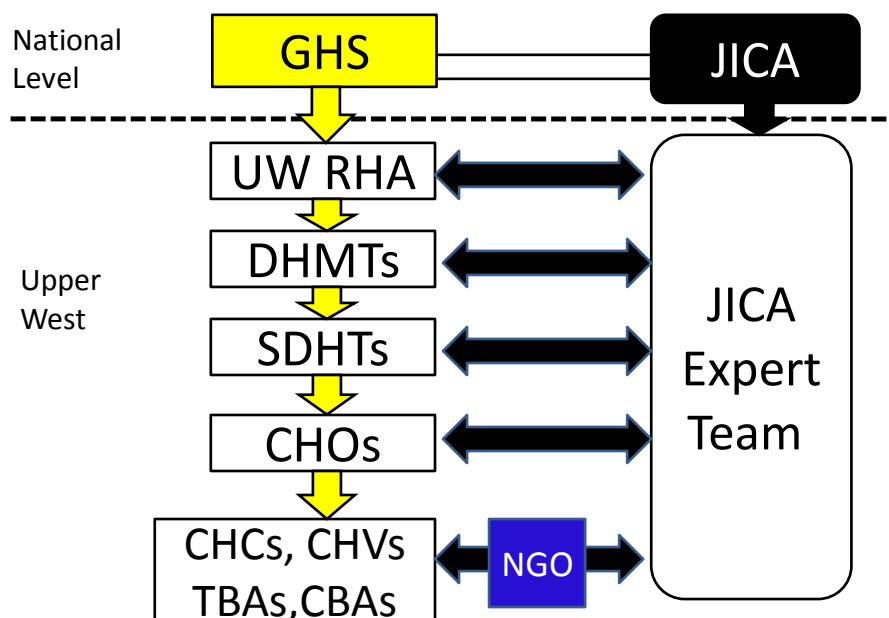 National
Level
GHS
JICA
UW RHA
DHMTs
Upper
West
SDHTs
JICA
Expert
Team
CHOs
CHCs, CHVs
TBAs,CBAs
NGO